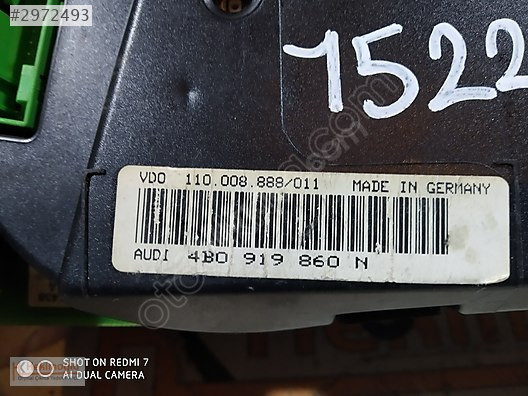 #2972493
1522
VDO 110.008.888/011 MADE IN GERMANY
AUDI 4B0 919 860 N
SHOT ON REDMI 7
AI DUAL CAMERA